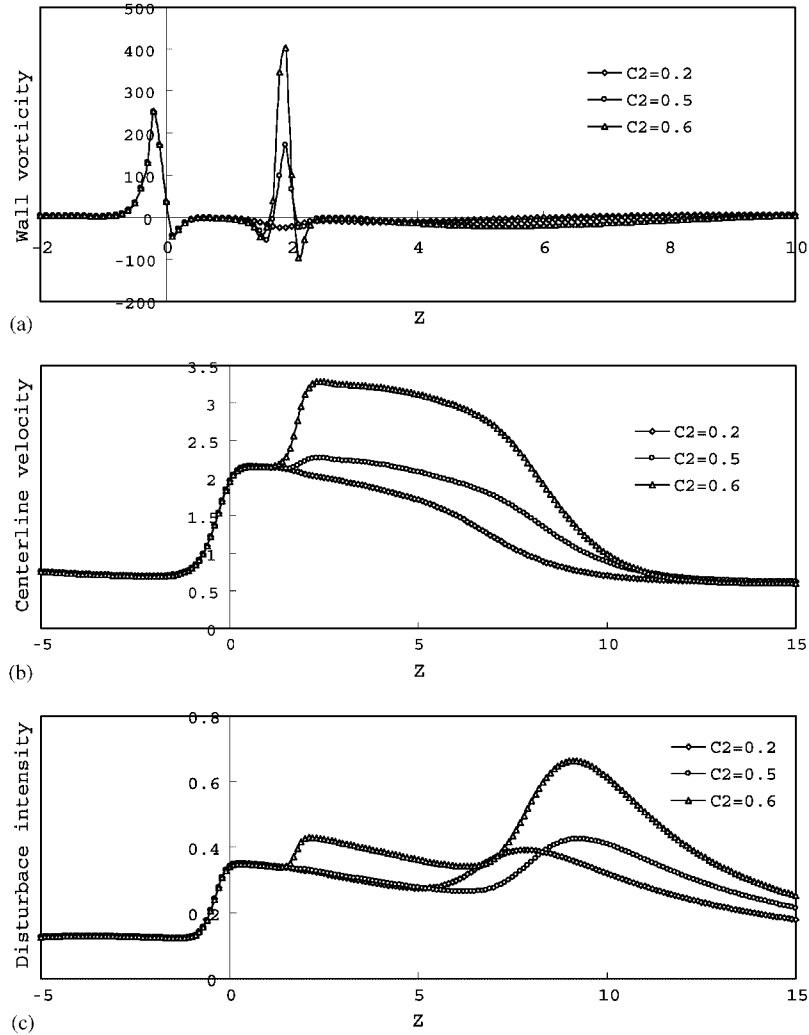 500
400
300
200
100
0
-100
-200
-2
0
2
4
6
8
10
Wall vorticity
C2=0.2
C2=0.5
C2=0.6
Z
(a)
3.5
3
2.5
2
1.5
1
0.5
0
-5
0
5
10
15
Centerline velocity
C2=0.2
C2=0.5
C2=0.6
Z
(b)
0.8
0.6
0.4
0.2
0
-5
0
5
10
15
Disturbace intensity
C2=0.2
C2=0.5
C2=0.6
Z
(c)